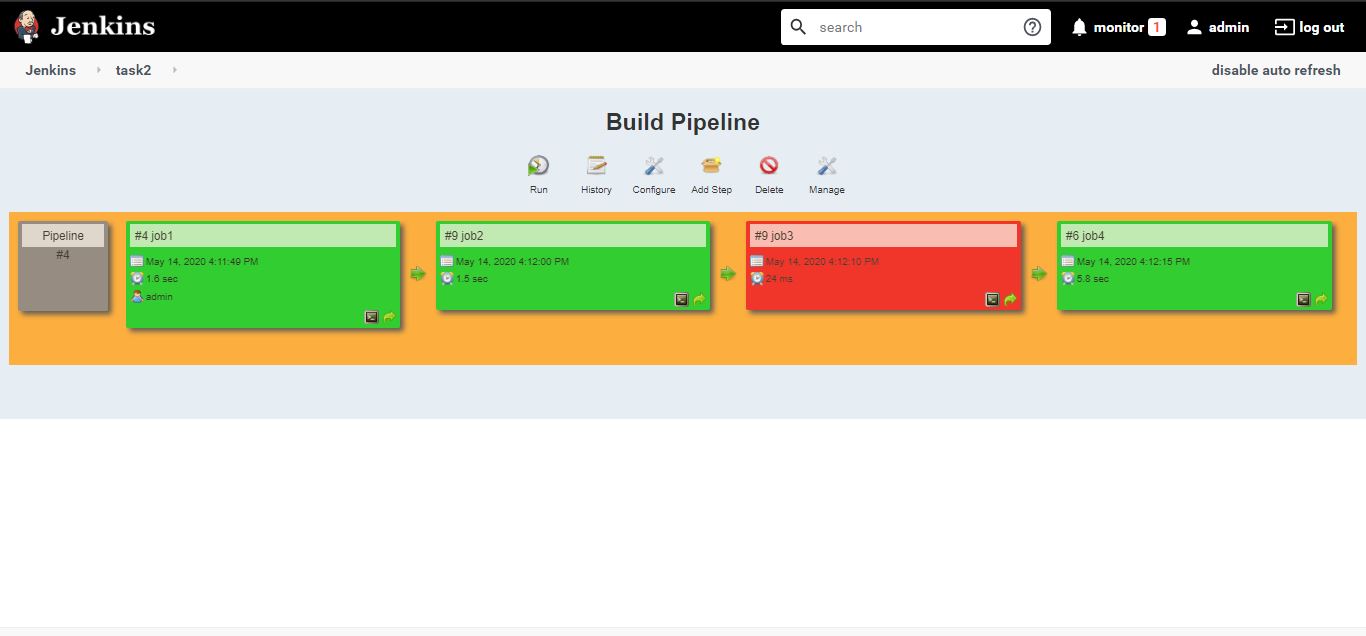 Jenkins
search
monitor 1
admin
log out
Jenkins
task2
disable auto refresh
Build Pipeline
Run
History
Configure
Add Step
Delete
Manage
Pipeline
#4
#4 job1
May 14, 2020 4:11:49 PM
1.6 sec
admin
#9 job2
May 14, 2020 4:12:00 PM
1.5 sec
#9 job3
May 14, 2020 4:12:10 PM
24 ms
#6 job4
May 14, 2020 4:12:15 PM
5.8 sec